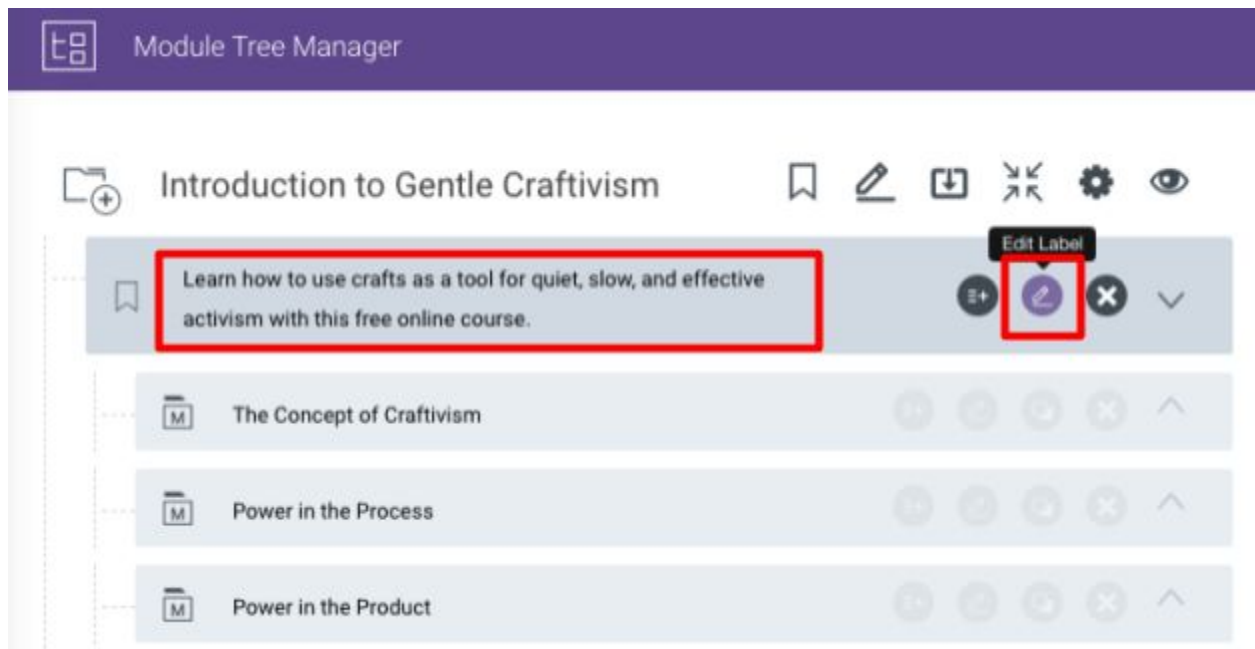 Module Tree Manager
Introduction to Gentle Craftivism
Edit Label
Learn how to use crafts as a tool for quiet, slow, and effective
activism with this free online course.
M The Concept of Craftivism
M Power in the Process
M Power in the Product